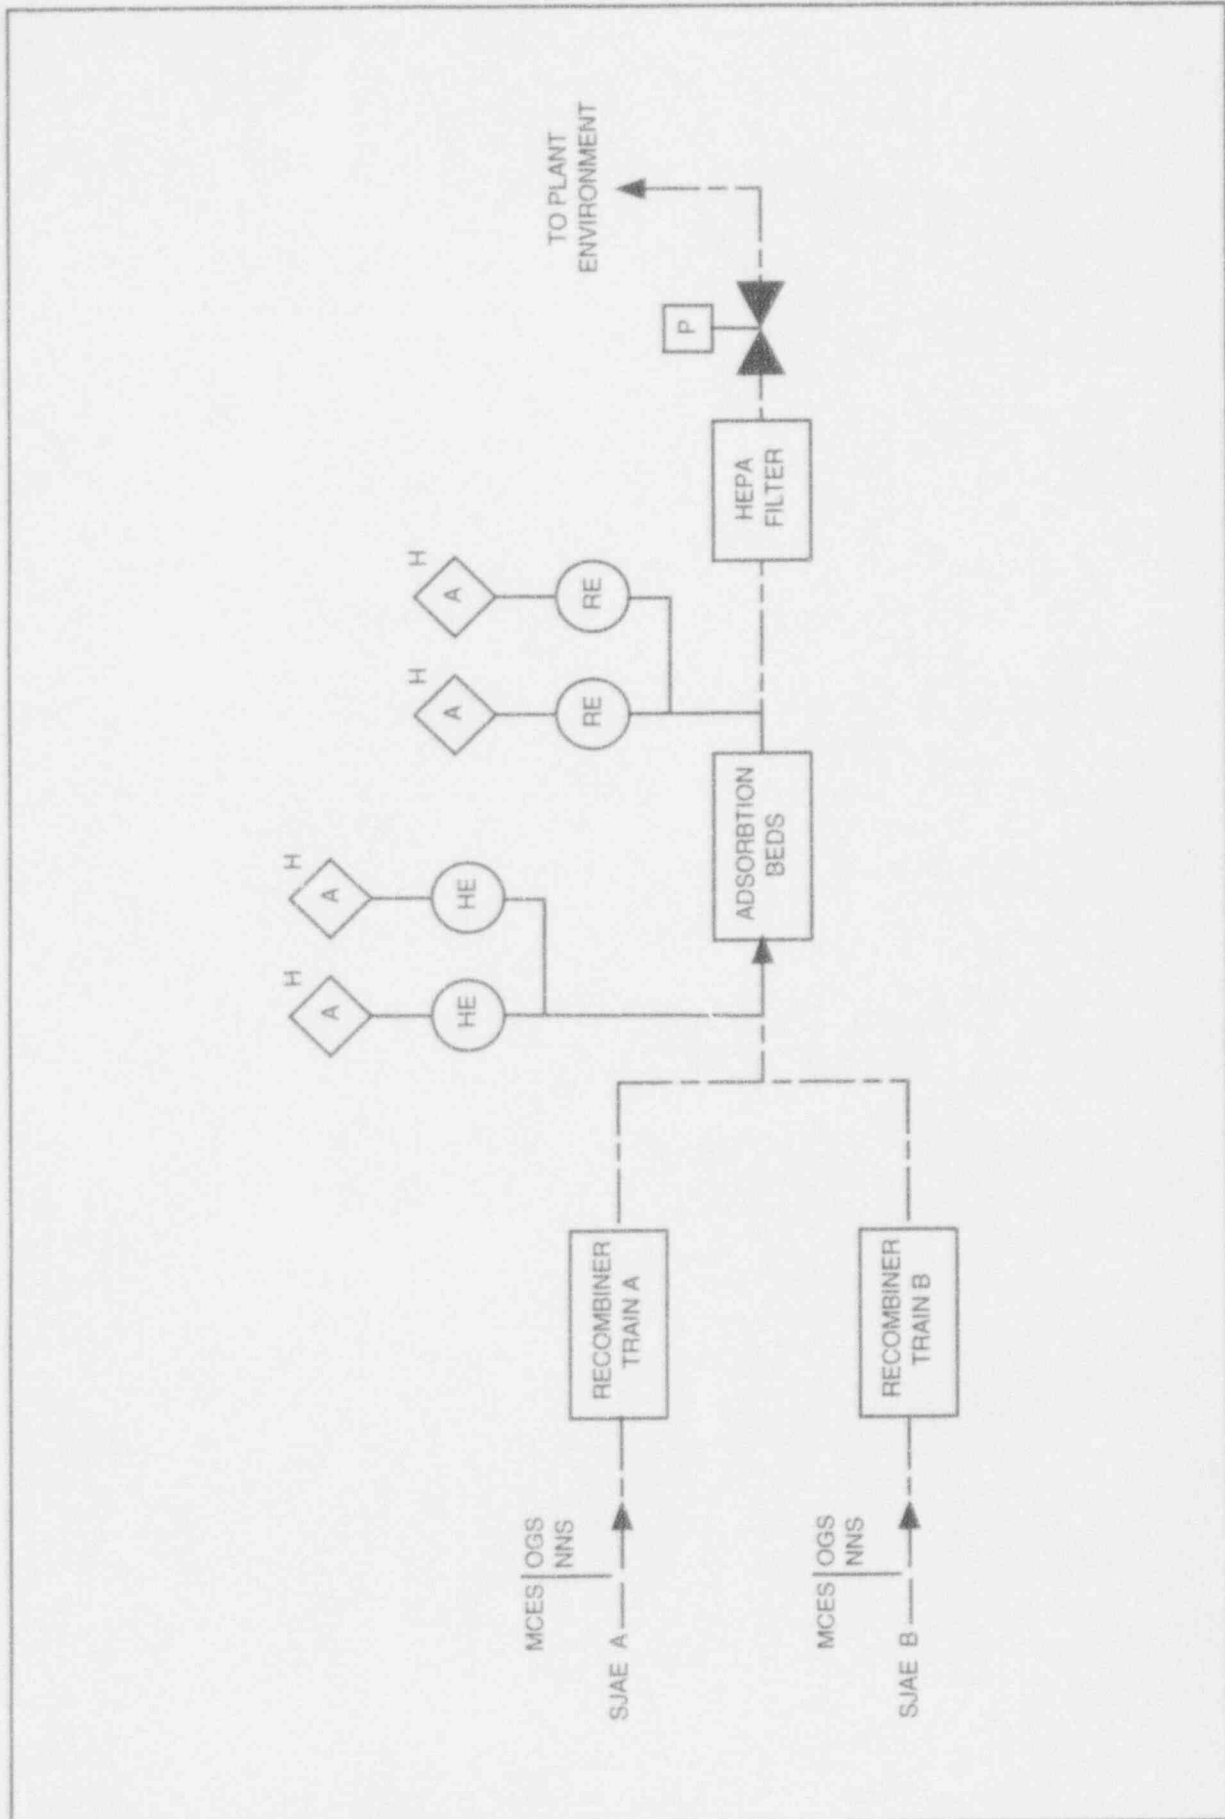 MCES
OGS
NNS
SJAE A
RECOMBINER
TRAIN A
MCES
OGS
NNS
SJAE B
RECOMBINER
TRAIN B
H
A
HE
H
A
HE
ADSORBTION
BEDS
H
A
RE
H
A
RE
HEPA
FILTER
P
TO PLANT
ENVIRONMENT